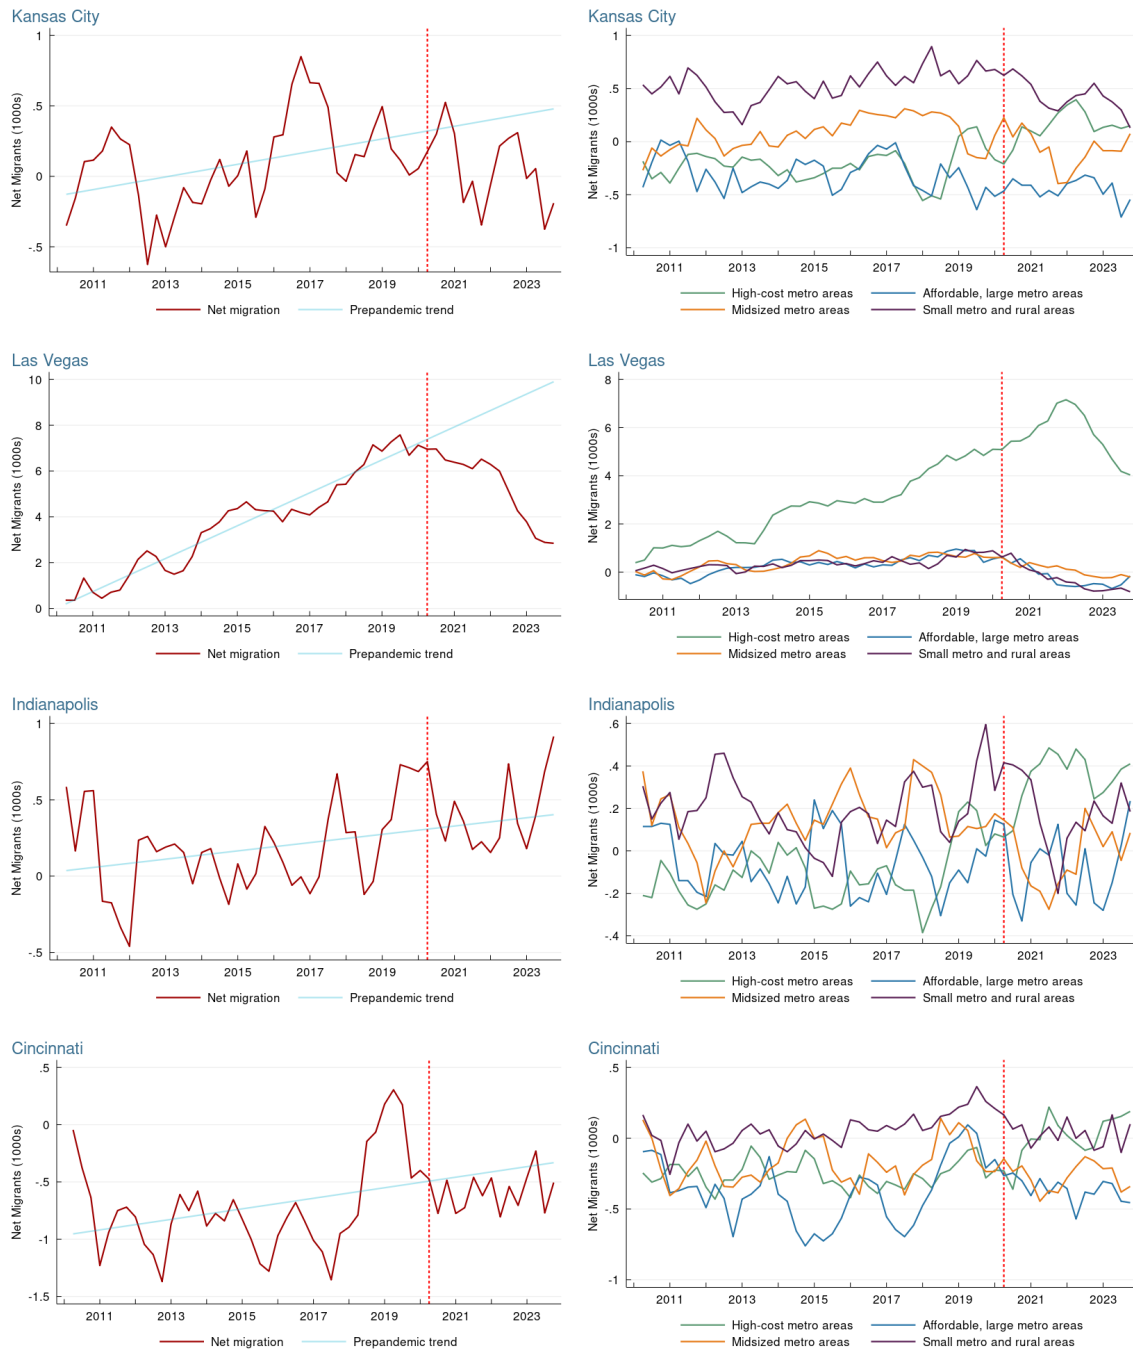 Kansas City
Net Migrants (1000s)
1
.5
0
-.5
2011 2013 2015 2017 2019 2021 2023
Net migration Prepandemic trend
Kansas City
Net Migrants (1000s)
1
.5
0
-.5
-1
2011 2013 2015 2017 2019 2021 2023
High-cost metro areas Affordable, large metro areas
Midsized metro areas Small metro and rural areas
Las Vegas
Net Migrants (1000s)
10
8
6
4
2
0
2011 2013 2015 2017 2019 2021 2023
Net migration Prepandemic trend
Las Vegas
Net Migrants (1000s)
8
6
4
2
0
2011 2013 2015 2017 2019 2021 2023
High-cost metro areas Affordable, large metro areas
Midsized metro areas Small metro and rural areas
Indianapolis
Net Migrants (1000s)
1
.5
0
-.5
2011 2013 2015 2017 2019 2021 2023
Net migration Prepandemic trend
Indianapolis
Net Migrants (1000s)
.6
.4
.2
0
-.2
-.4
2011 2013 2015 2017 2019 2021 2023
High-cost metro areas Affordable, large metro areas
Midsized metro areas Small metro and rural areas
Cincinnati
Net Migrants (1000s)
.5
0
-.5
-1
-1.5
2011 2013 2015 2017 2019 2021 2023
Net migration Prepandemic trend
Cincinnati
Net Migrants (1000s)
.5
0
-.5
-1
2011 2013 2015 2017 2019 2021 2023
High-cost metro areas Affordable, large metro areas
Midsized metro areas Small metro and rural areas